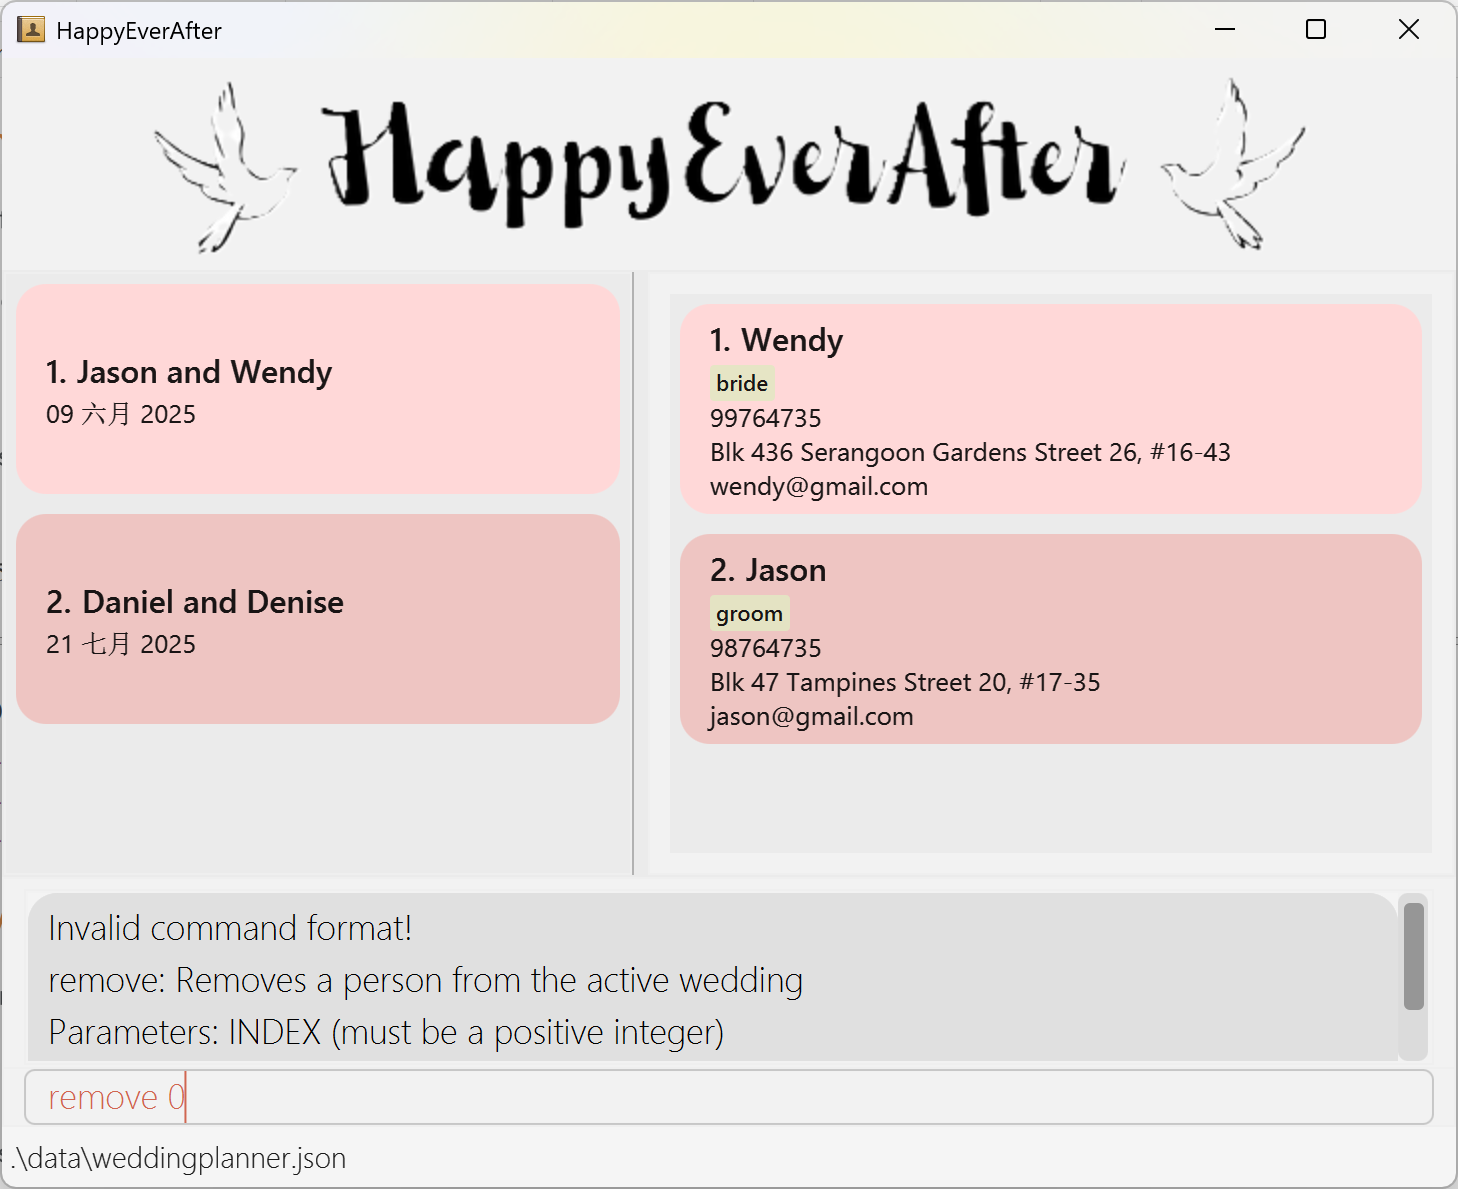 HappyEverAfter
HappyEverAfter
1. Jason and Wendy
09 六月 2025
2. Daniel and Denise
21 七月 2025
1. Wendy
bride
99764735
Blk 436 Serangoon Gardens Street 26, #16-43
wendy@gmail.com
2. Jason
groom
98764735
Blk 47 Tampines Street 20, #17-35
jason@gmail.com
Invalid command format!
remove: Removes a person from the active wedding
Parameters: INDEX (must be a positive integer)
remove 0
.\data\weddingplanner.json